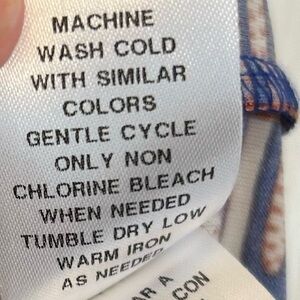 MACHINE
WASH COLD
WITH SIMILAR
COLORS
GENTLE CYCLE
ONLY NON
CHLORINE BLEACH
WHEN NEEDED
TUMBLE DRY LOW
WARM IRON
AS NEEDED
R A
CON